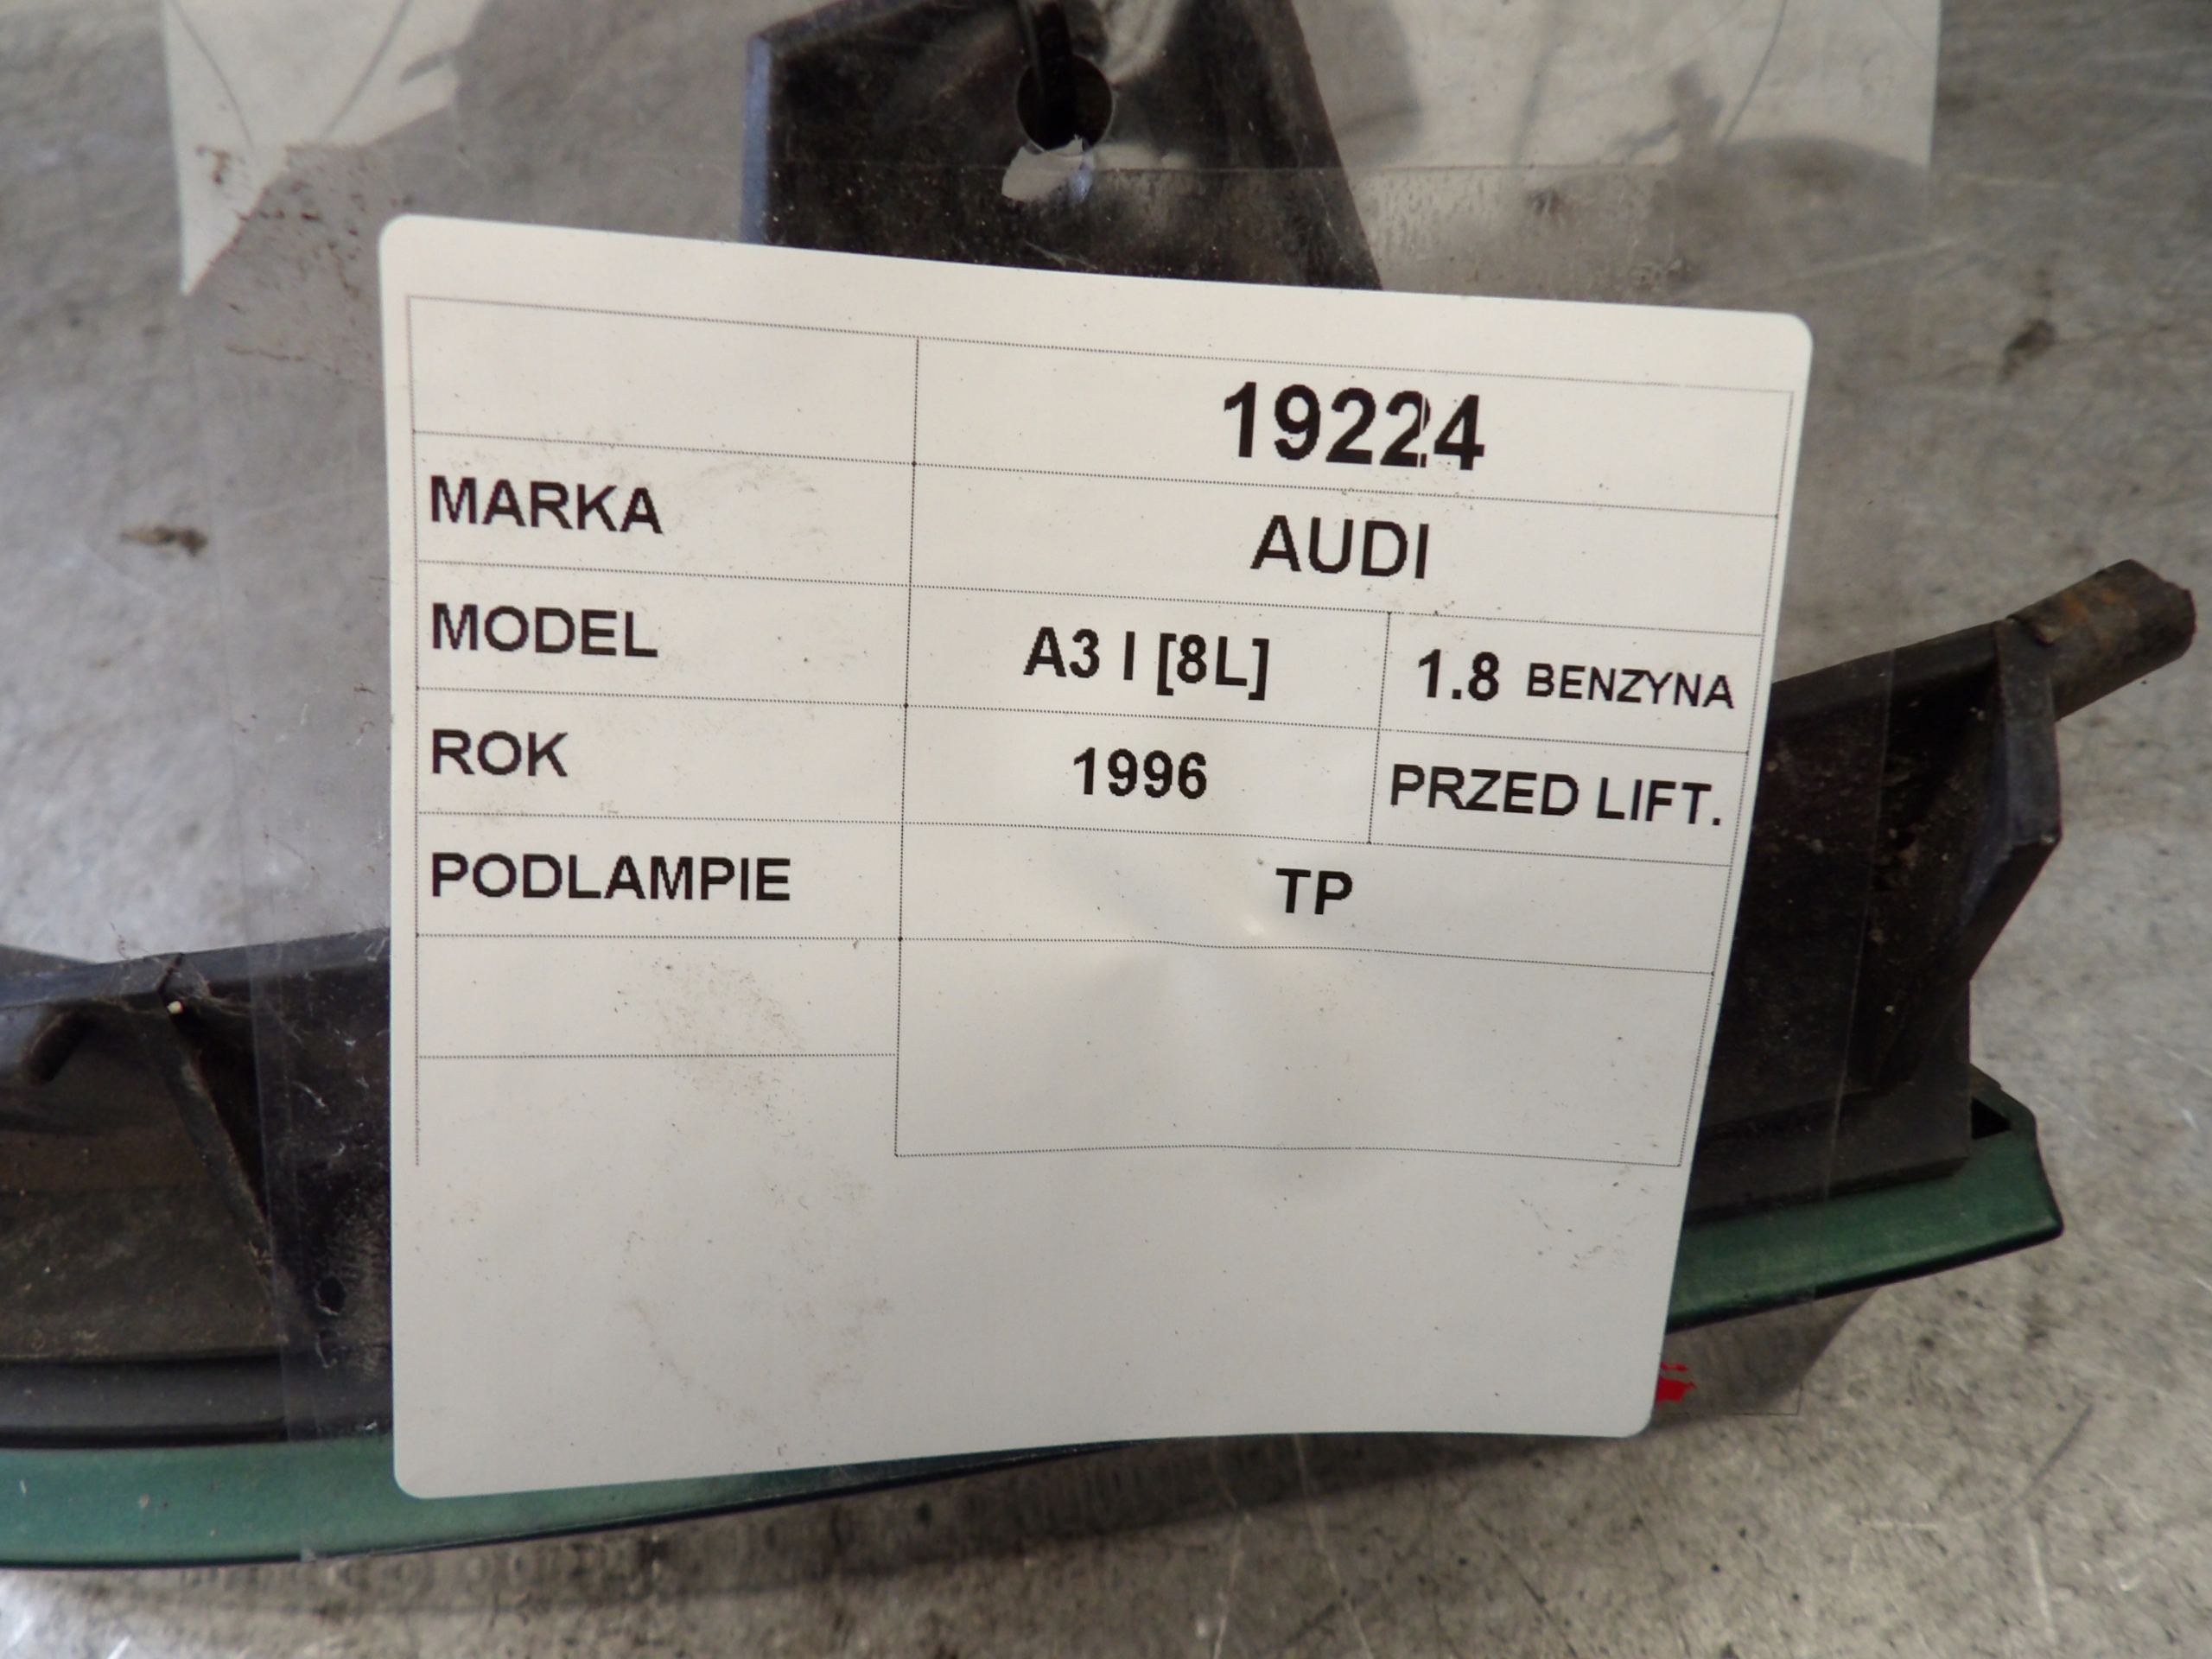 19224
MARKA AUDI
MODEL A3 I [8L] 1.8 BENZYNA
ROK 1996 PRZED LIFT.
PODLAMPIE TP